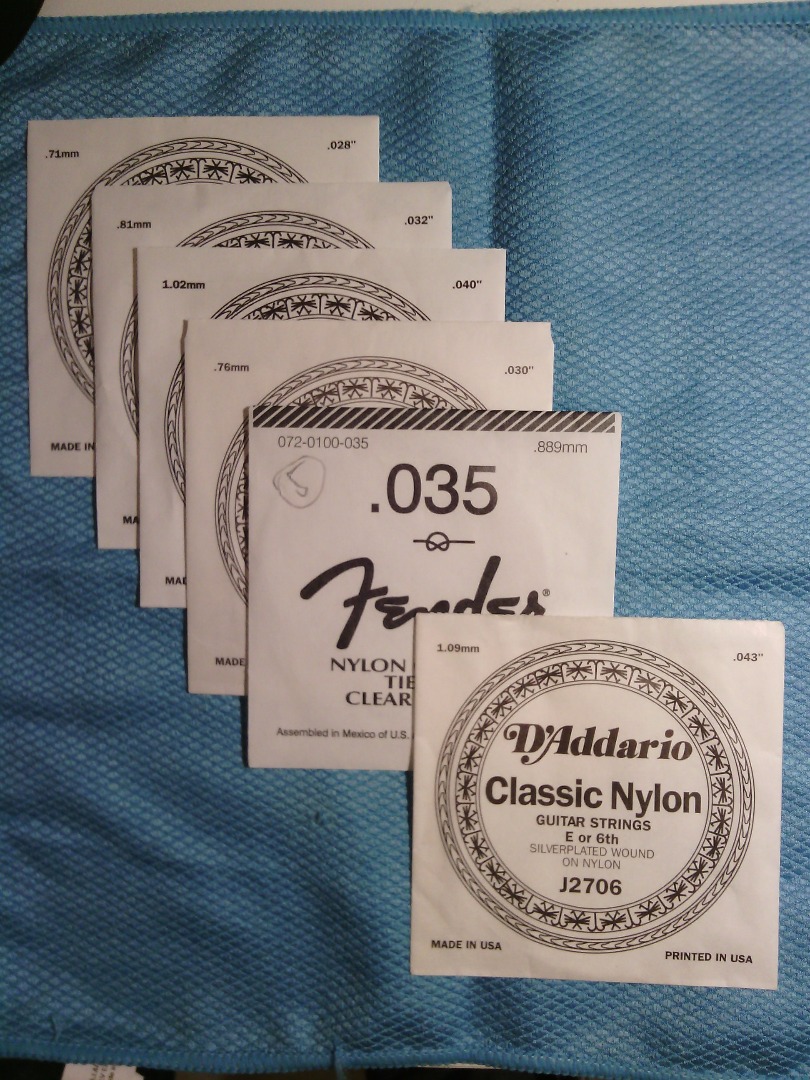 .71mm .028"
MADE IN
.81mm .032"
MA
1.02mm .040"
MAD
.76mm .030"
MADE
072-0100-035 .889mm
.035
Fender®
NYLON
TIE
CLEAR
Assembled in Mexico of U.S.
1.09mm .043"
D'Addario
Classic Nylon
GUITAR STRINGS
E or 6th
SILVERPLATED WOUND
ON NYLON
J2706
MADE IN USA
PRINTED IN USA